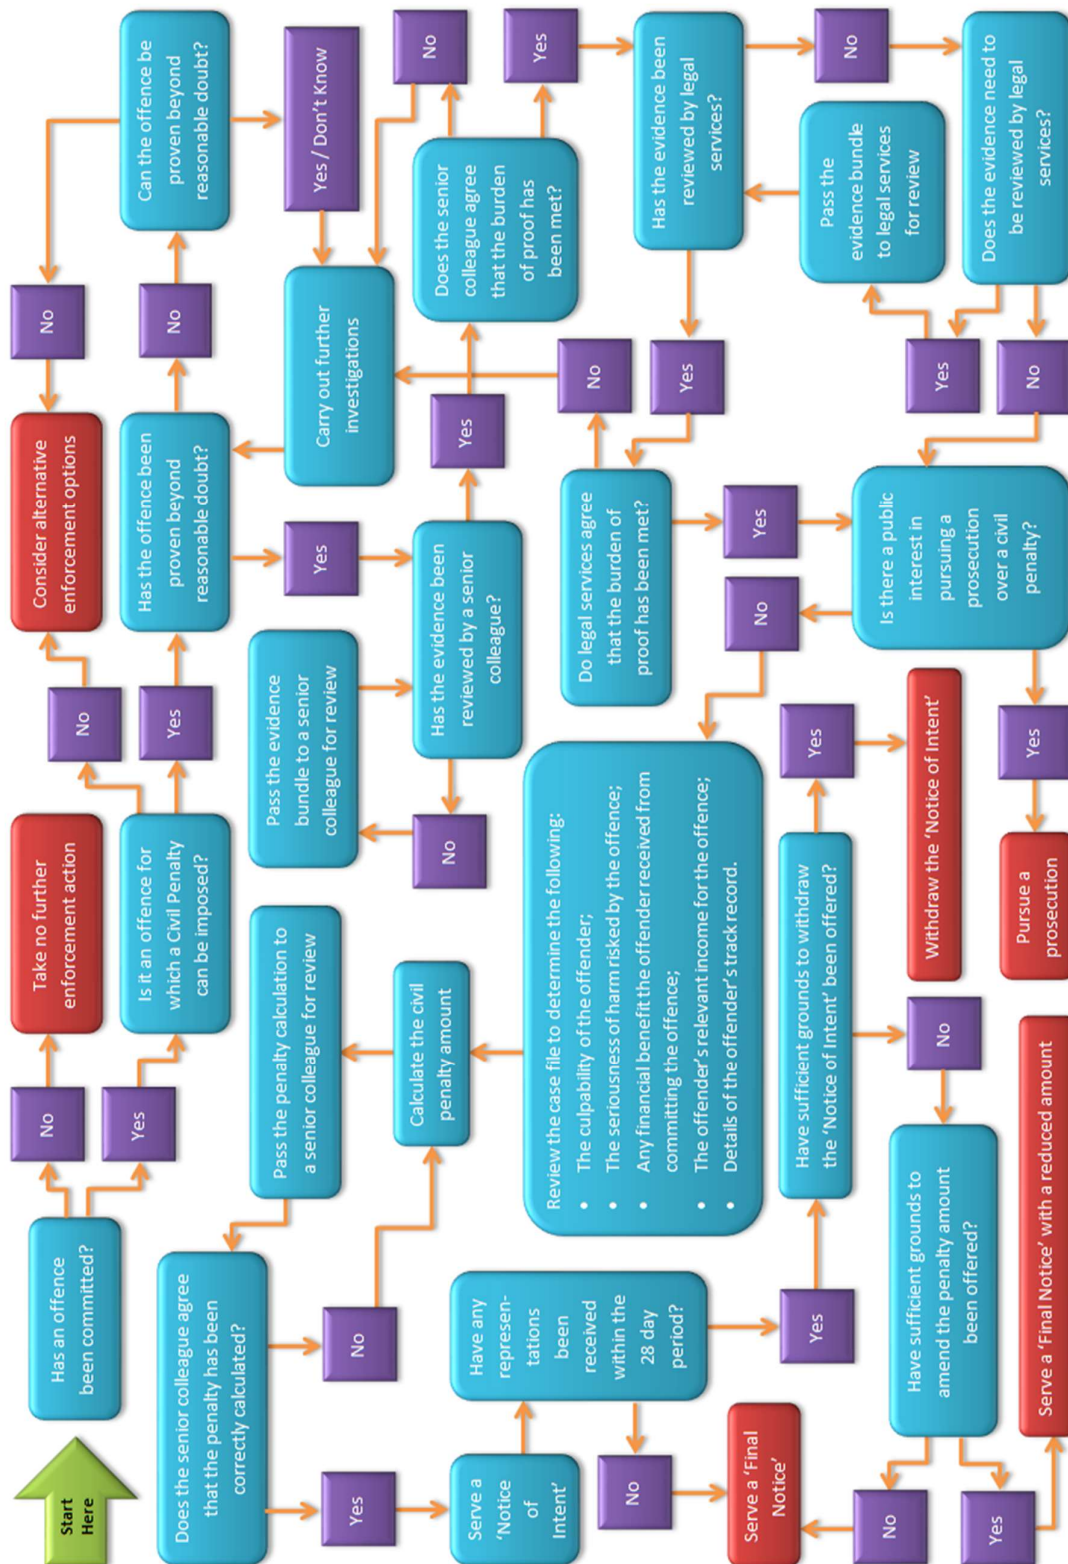 Start
Here
Has an offence
been committed?
No
Yes
Take no further
enforcement action
Is it an offence for
which a Civil Penalty
can be imposed?
No
Yes
Consider alternative
enforcement options
Has the offence been
proven beyond
reasonable doubt?
No
No
Can the offence be
proven beyond
reasonable doubt?
Yes / Don't Know
Carry out further
investigations
Yes
Has the evidence been
reviewed by a senior
colleague?
No
Pass the evidence
bundle to a senior
colleague for review
Yes
Does the senior
colleague agree
that the burden
of proof has
been met?
No
Yes
Has the evidence been
reviewed by legal
services?
No
Does the evidence need to
be reviewed by legal
services?
Yes
Pass the
evidence bundle
to legal services
for review
No
Yes
Do legal services agree
that the burden of
proof has been met?
No
Yes
Is there a public
interest in
pursuing a
prosecution
over a civil
penalty?
Yes
Pursue a
prosecution
No
Review the case file to determine the following:
• The culpability of the offender;
• The seriousness of harm risked by the offence;
• Any financial benefit the offender received from
committing the offence;
• The offender's relevant income for the offence;
• Details of the offender's track record.
Calculate the civil
penalty amount
Pass the penalty calculation to
a senior colleague for review
Does the senior colleague agree
that the penalty has been
correctly calculated?
No
Yes
Serve a
'Notice
of
Intent'
Have any
represen-
tations
been
received
within the
28 day
period?
No
Serve a 'Final
Notice'
Yes
Have sufficient grounds to withdraw
the 'Notice of Intent' been offered?
Yes
Withdraw the 'Notice of Intent'
No
Have sufficient grounds to
amend the penalty amount
been offered?
No
Yes
Serve a 'Final Notice' with a reduced amount